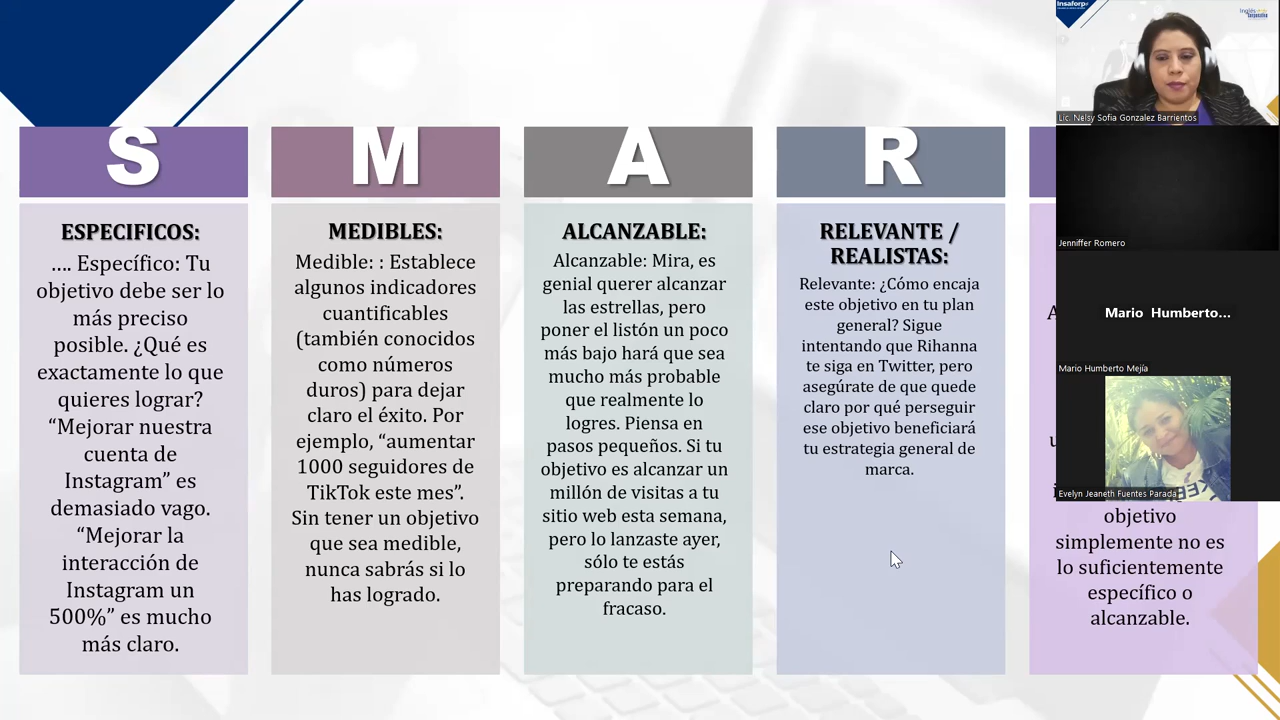 S
ESPECIFICOS:
.... Específico: Tu
objetivo debe ser lo
más preciso
posible. ¿Qué es
exactamente lo que
quieres lograr?
“Mejorar nuestra
cuenta de
Instagram” es
demasiado vago.
“Mejorar la
interacción de
Instagram un
500%” es mucho
más claro.
M
MEDIBLES:
Medible: : Establece
algunos indicadores
cuantificables
(también conocidos
como números
duros) para dejar
claro el éxito. Por
ejemplo, “aumentar
1000 seguidores de
TikTok este mes”.
Sin tener un objetivo
que sea medible,
nunca sabrás si lo
has logrado.
A
ALCANZABLE:
Alcanzable: Mira, es
genial querer alcanzar
las estrellas, pero
poner el listón un poco
más bajo hará que sea
mucho más probable
que realmente lo
logres. Piensa en
pasos pequeños. Si tu
objetivo es alcanzar un
millón de visitas a tu
sitio web esta semana,
pero lo lanzaste ayer,
sólo te estás
preparando para el
fracaso.
R
RELEVANTE /
REALISTAS:
Relevante: ¿Cómo encaja
este objetivo en tu plan
general? Sigue
intentando que Rihanna
te siga en Twitter, pero
asegúrate de que quede
claro por qué perseguir
ese objetivo beneficiará
tu estrategia general de
marca.
objetivo
simplemente no es
lo suficientemente
específico o
alcanzable.
Insaforp
Lic. Nelsy Sofia Gonzalez Barrientos
Jenniffer Romero
Mario Humberto...
Mario Humberto Mejía
Evelyn Jeaneth Fuentes Parada